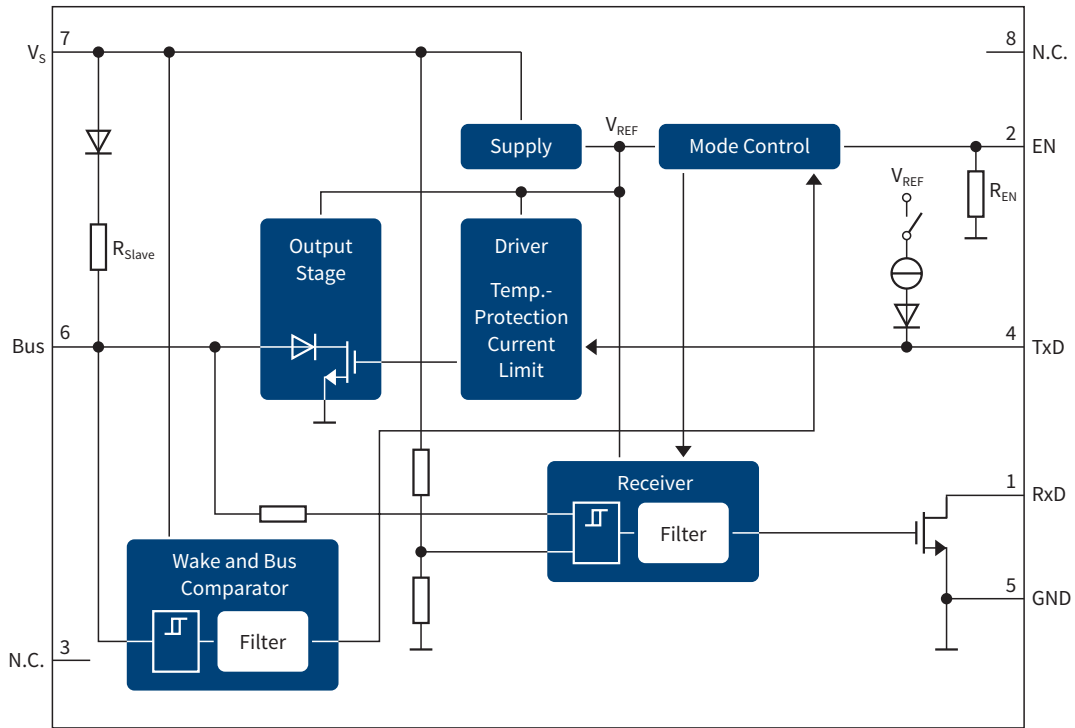 7
V_S
8
N.C.
Supply
V_REF
Mode Control
2
EN
V_REF
R_EN
R_Slave
Output
Stage
Driver
Temp.-
Protection
Current
Limit
6
Bus
4
TxD
Receiver
Filter
1
RxD
Wake and Bus
Comparator
Filter
5
GND
3
N.C.